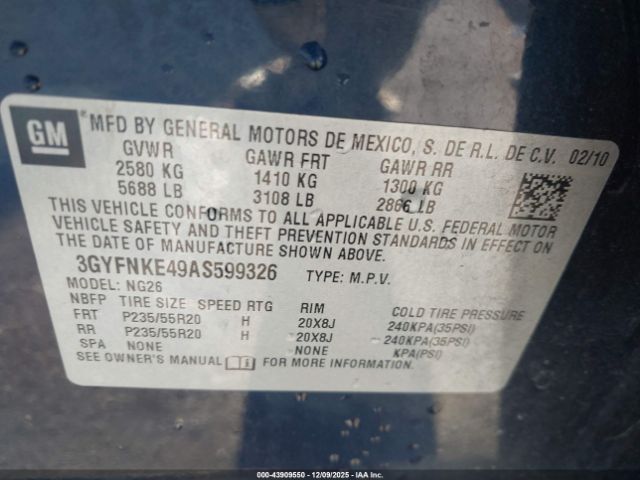 GM
MFD BY GENERAL MOTORS DE MEXICO, S. DE R.L. DE C.V. 02/10
GVWR GAWR FRT GAWR RR
2580 KG 1410 KG 1300 KG
5688 LB 3108 LB 2866 LB
THIS VEHICLE CONFORMS TO ALL APPLICABLE U.S. FEDERAL MOTOR
VEHICLE SAFETY AND THEFT PREVENTION STANDARDS IN EFFECT ON
THE DATE OF MANUFACTURE SHOWN ABOVE.
3GYFNKE49AS599326 TYPE: M.P.V.
MODEL: NG26
NBFP TIRE SIZE SPEED RTG RIM COLD TIRE PRESSURE
FRT P235/55R20 H 20X8J 240KPA(35PSI)
RR P235/55R20 H 20X8J 240KPA(35PSI)
SPA NONE NONE KPA(PSI)
SEE OWNER'S MANUAL FOR MORE INFORMATION.
000-43909550 | 12/09/2025 - IAAHoldings, LLC